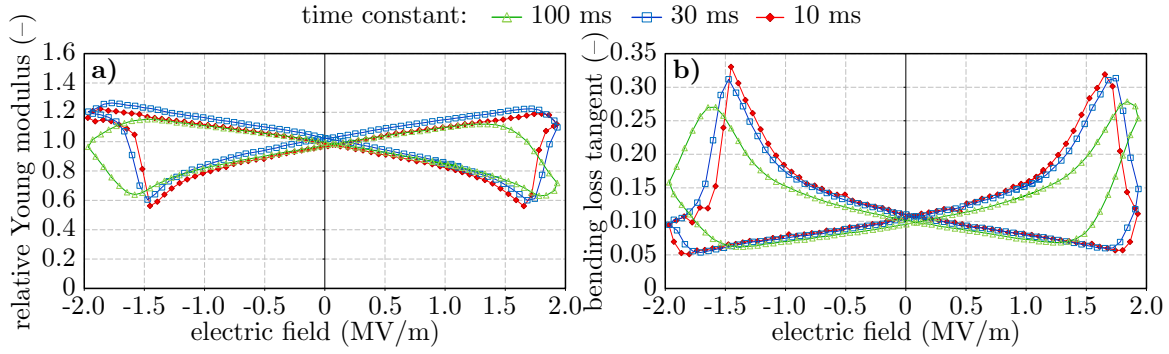 time constant: 100 ms 30 ms 10 ms
relative Young modulus (–)
1.6
1.4
1.2
1.0
0.8
0.6
0.4
0.2
0
a)
-2.0 -1.5 -1.0 -0.5 0 0.5 1.0 1.5 2.0
electric field (MV/m)
bending loss tangent (–)
0.35
0.30
0.25
0.20
0.15
0.10
0.05
0
b)
-2.0 -1.5 -1.0 -0.5 0 0.5 1.0 1.5 2.0
electric field (MV/m)